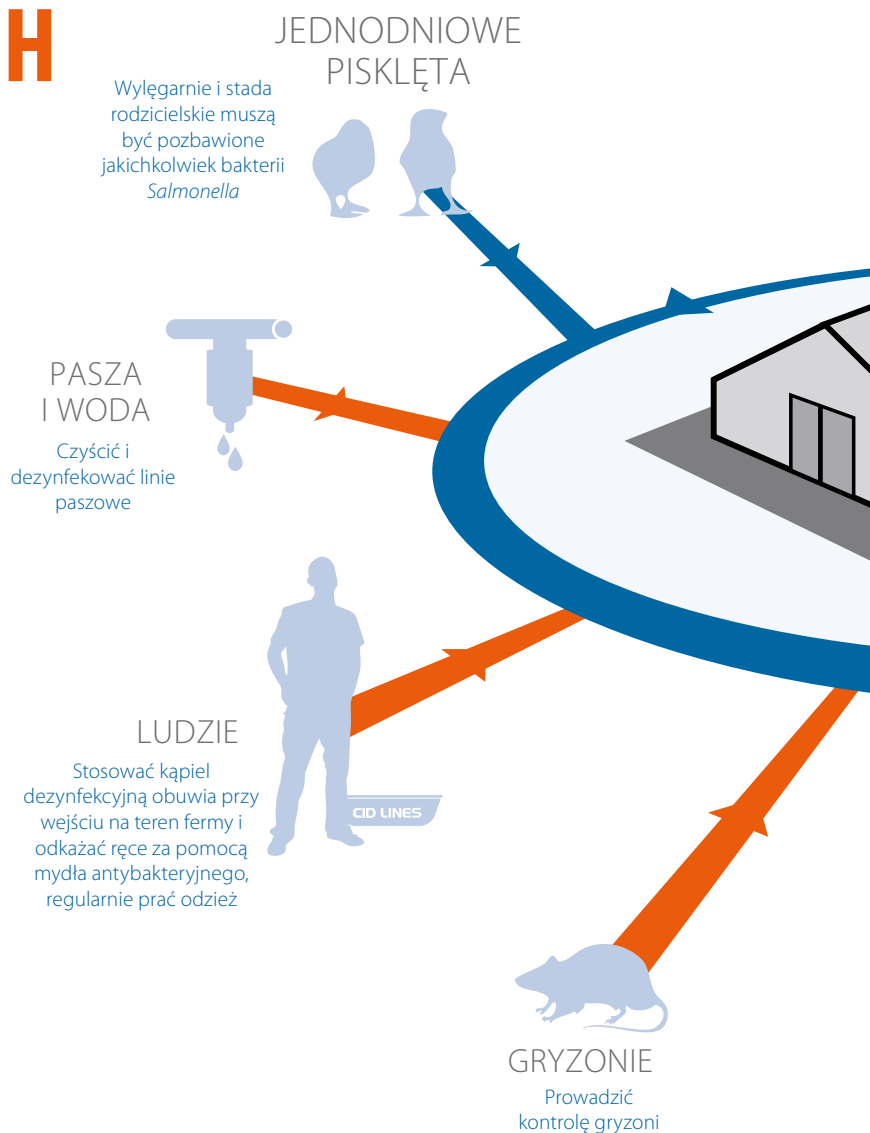 H
JEDNODNIOWE
PISKLĘTA
Wylęgarnie i stada
rodzicielskie muszą
być pozbawione
jakichkolwiek bakterii
Salmonella
PASZA
I WODA
Czyścić i
dezynfekować linie
paszowe
LUDZIE
Stosować kąpiel
dezynfekcyjną obuwia przy
wejściu na teren fermy i
odkażać ręce za pomocą
mydła antybakteryjnego,
regularnie prać odzież
CID LINES
GRYZONIE
Prowadzić
kontrolę gryzoni